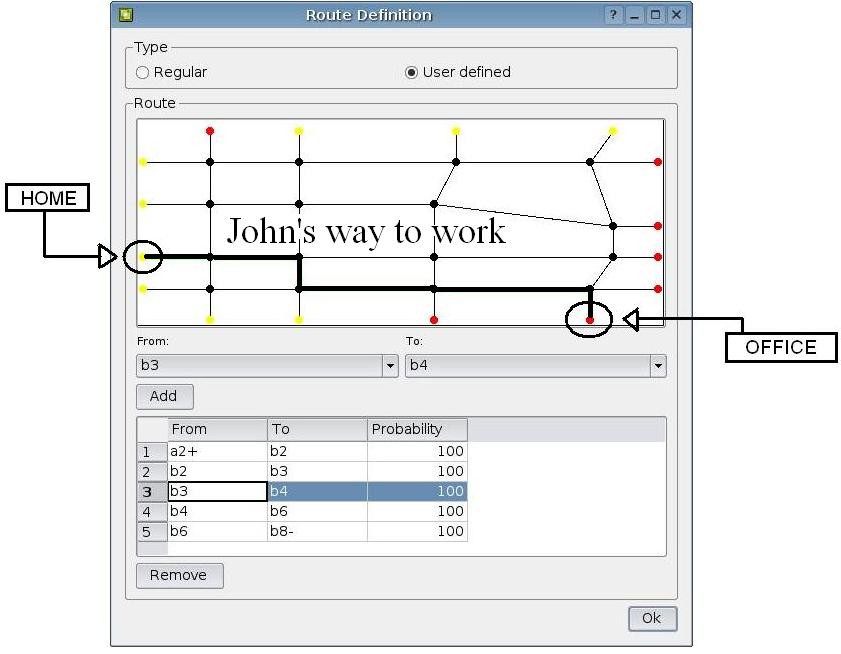 Route Definition
Type
Regular
User defined
Route
HOME
John's way to work
OFFICE
From:
To:
b3
b4
Add
From To Probability
1 a2+ b2 100
2 b2 b3 100
3 b3 b4 100
4 b4 b6 100
5 b6 b8- 100
Remove
Ok